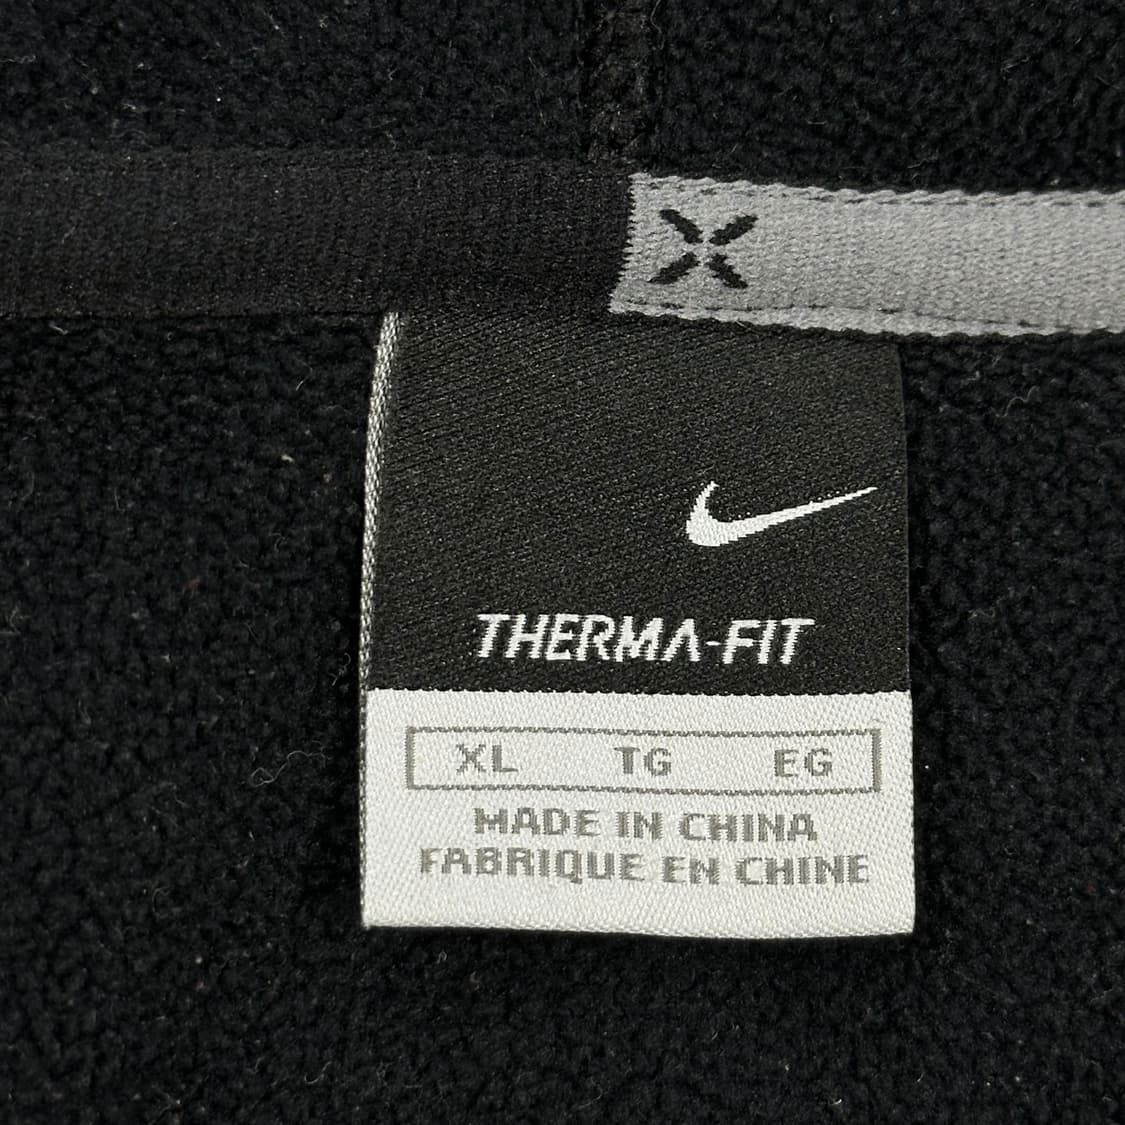 THERMA-FIT
XL TG EG
MADE IN CHINA
FABRIQUE EN CHINE